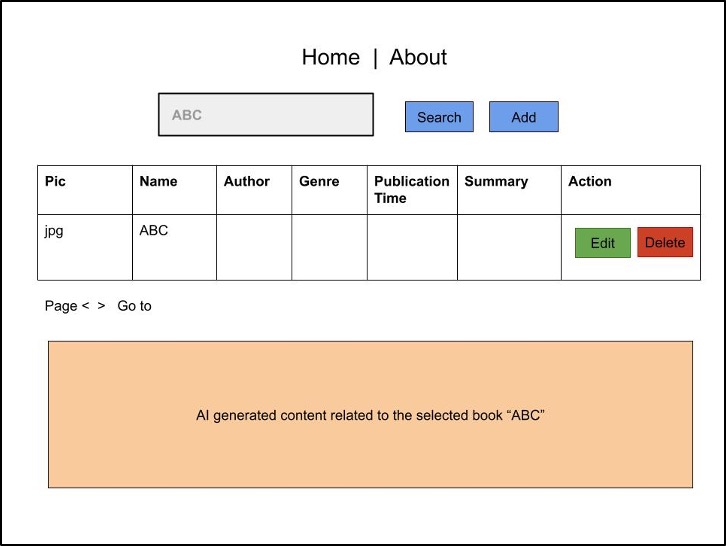 Home | About
ABC
Search
Add
Pic Name Author Genre Publication Time Summary Action
jpg ABC Edit Delete
Page < > Go to
AI generated content related to the selected book “ABC”